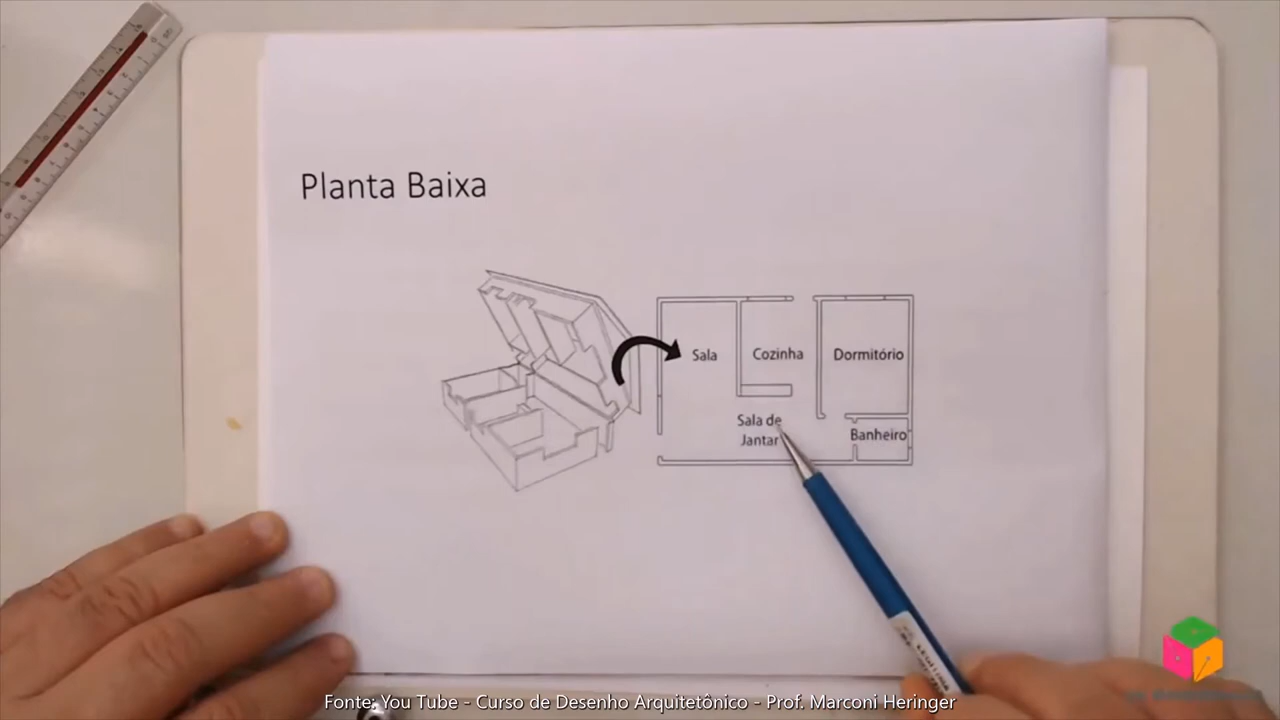 Planta Baixa
Sala
Cozinha
Dormitório
Sala de
Jantar
Banheiro
Fonte: You Tube - Curso de Desenho Arquitetônico - Prof. Marconi Heringer